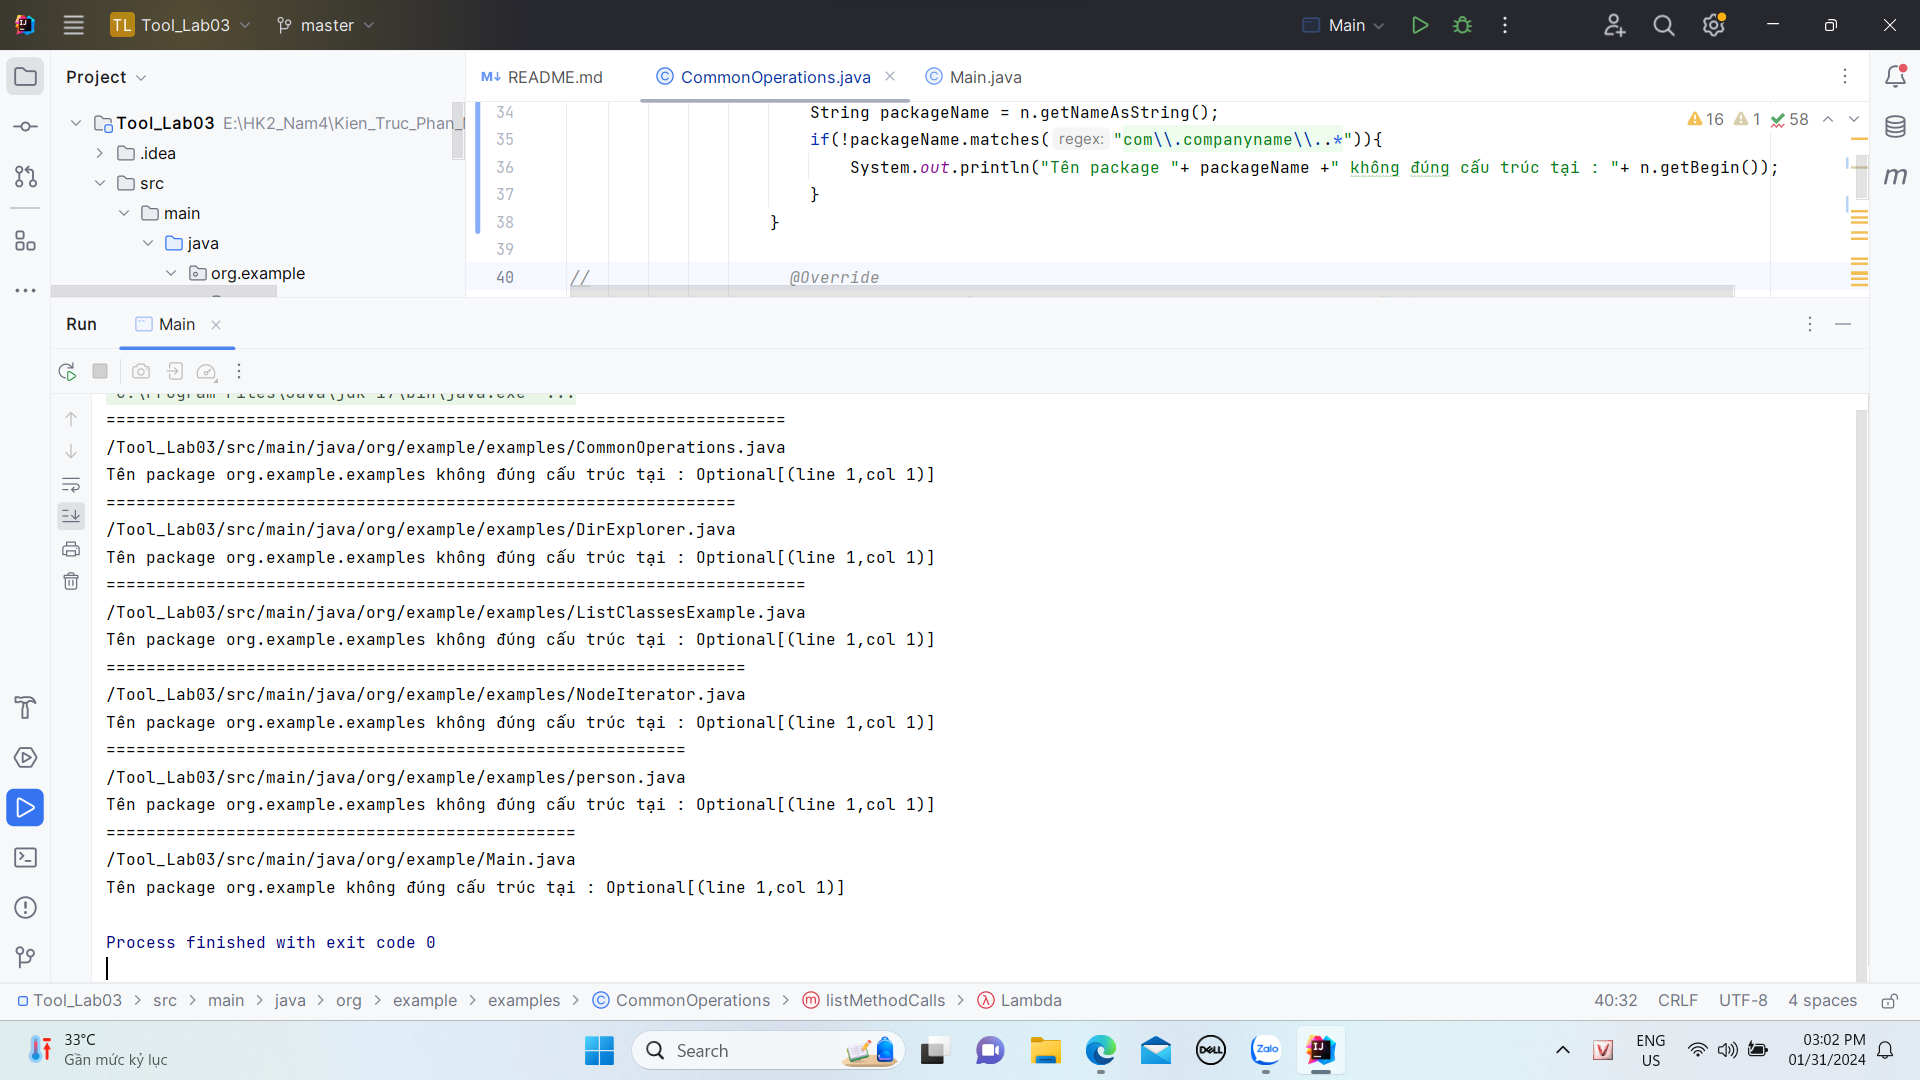 TL Tool_Lab03 master Main
Project
README.md CommonOperations.java Main.java
Tool_Lab03 E:\HK2_Nam4\Kien_Truc_Phan_
.idea
src
main
java
org.example
34 String packageName = n.getNameAsString();
35 if(!packageName.matches( regex: "com\\.companyname\\..*")){
36 System.out.println("Tên package "+ packageName +" không đúng cấu trúc tại : "+ n.getBegin());
37 }
38 }
39
40 // @Override
16 1 58
Run Main
"C:\Program Files\Java\jdk-17\bin\java.exe" ...
====================================================================
/Tool_Lab03/src/main/java/org/example/examples/CommonOperations.java
Tên package org.example.examples không đúng cấu trúc tại : Optional[(line 1,col 1)]
===============================================================
/Tool_Lab03/src/main/java/org/example/examples/DirExplorer.java
Tên package org.example.examples không đúng cấu trúc tại : Optional[(line 1,col 1)]
======================================================================
/Tool_Lab03/src/main/java/org/example/examples/ListClassesExample.java
Tên package org.example.examples không đúng cấu trúc tại : Optional[(line 1,col 1)]
================================================================
/Tool_Lab03/src/main/java/org/example/examples/NodeIterator.java
Tên package org.example.examples không đúng cấu trúc tại : Optional[(line 1,col 1)]
==========================================================
/Tool_Lab03/src/main/java/org/example/examples/person.java
Tên package org.example.examples không đúng cấu trúc tại : Optional[(line 1,col 1)]
===============================================
/Tool_Lab03/src/main/java/org/example/Main.java
Tên package org.example không đúng cấu trúc tại : Optional[(line 1,col 1)]
Process finished with exit code 0
Tool_Lab03 > src > main > java > org > example > examples > CommonOperations > listMethodCalls > Lambda
40:32 CRLF UTF-8 4 spaces
33°C
Gần mức kỷ lục
Search
DELL
Zalo
ENG
US
03:02 PM
01/31/2024